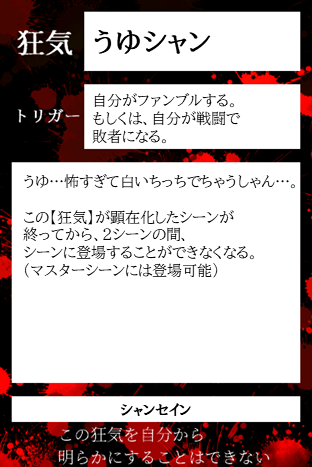 狂気
うゆシャン
トリガー
自分がファンブルする。
もしくは、自分が戦闘で
敗者になる。
うゆ…怖すぎて白いちっちでちゃうしゃん…。
この【狂気】が顕在化したシーンが
終ってから、2シーンの間、
シーンに登場することができなくなる。
（マスターシーンには登場可能）
シャンセイン
この狂気を自分から
明らかにすることはできない